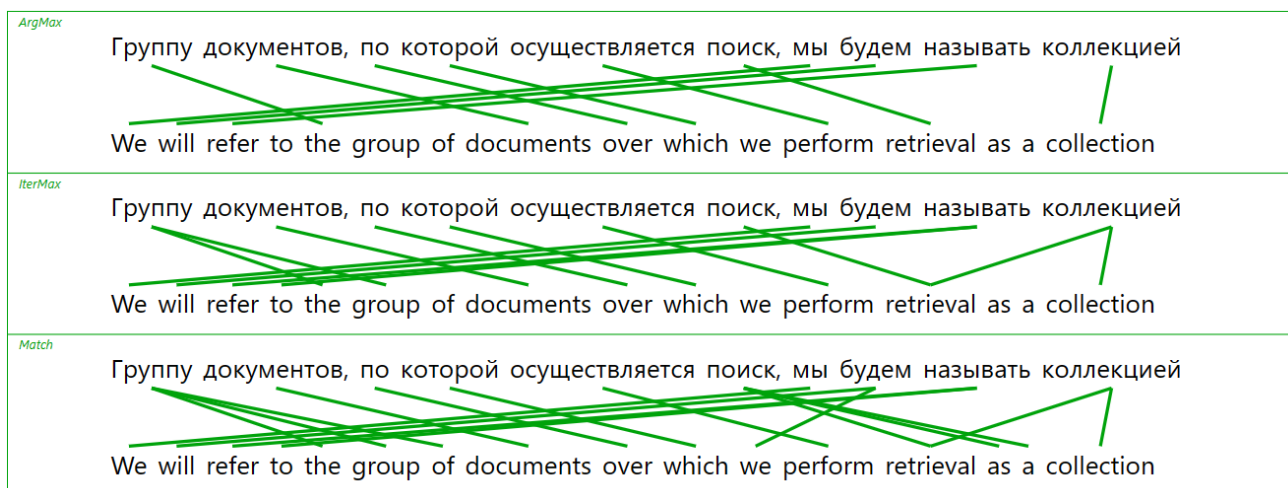 ArgMax
Группу документов, по которой осуществляется поиск, мы будем называть коллекцией
We will refer to the group of documents over which we perform retrieval as a collection
IterMax
Группу документов, по которой осуществляется поиск, мы будем называть коллекцией
We will refer to the group of documents over which we perform retrieval as a collection
Match
Группу документов, по которой осуществляется поиск, мы будем называть коллекцией
We will refer to the group of documents over which we perform retrieval as a collection